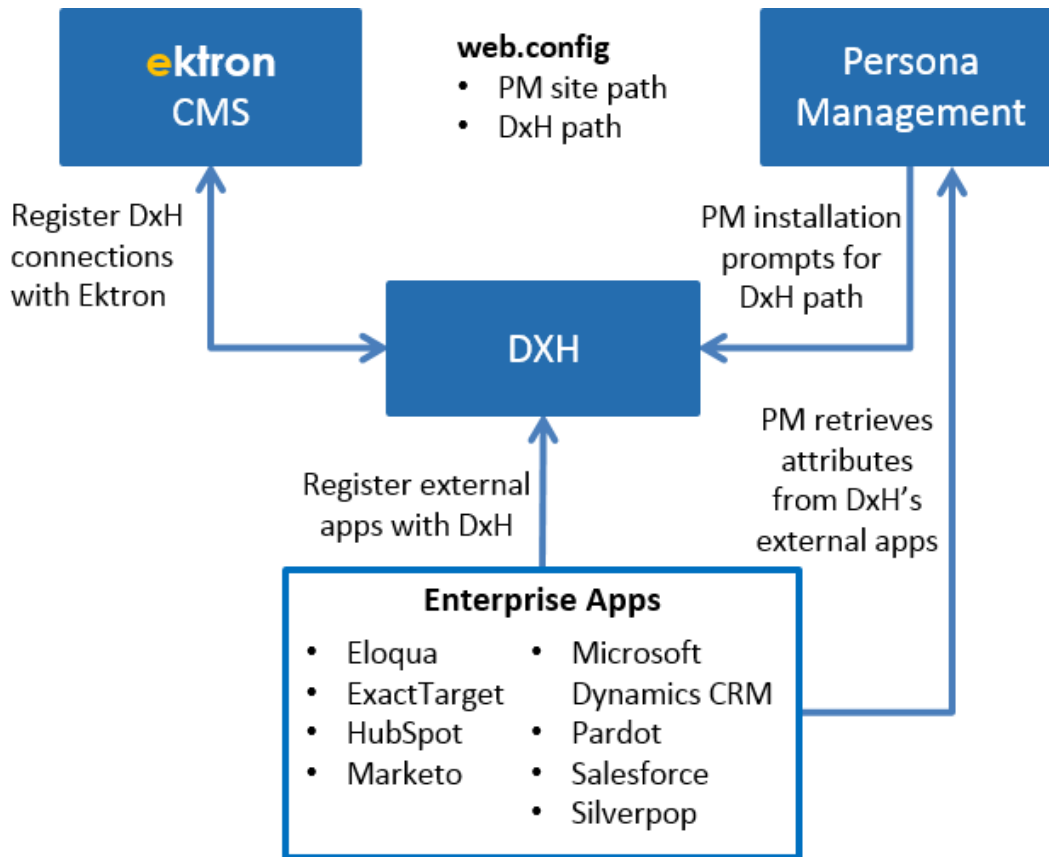 ektron
CMS
web.config
• PM site path
• DxH path
Persona
Management
Register DxH
connections
with Ektron
PM installation
prompts for
DxH path
DXH
PM retrieves
attributes
from DxH's
external apps
Register external
apps with DxH
Enterprise Apps
• Eloqua
• ExactTarget
• HubSpot
• Marketo
• Microsoft
Dynamics CRM
• Pardot
• Salesforce
• Silverpop